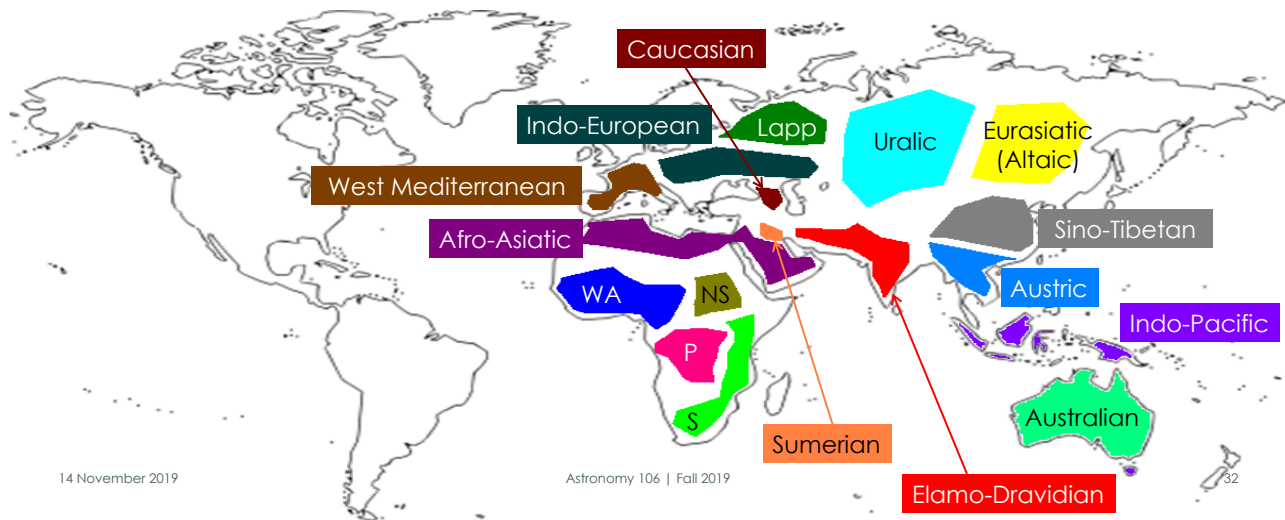 Caucasian
Indo-European
Lapp
Uralic
Eurasiatic
(Altaic)
West Mediterranean
Afro-Asiatic
Sino-Tibetan
WA
NS
Austric
Indo-Pacific
P
S
Australian
Sumerian
Elamo-Dravidian
14 November 2019
Astronomy 106 | Fall 2019
32